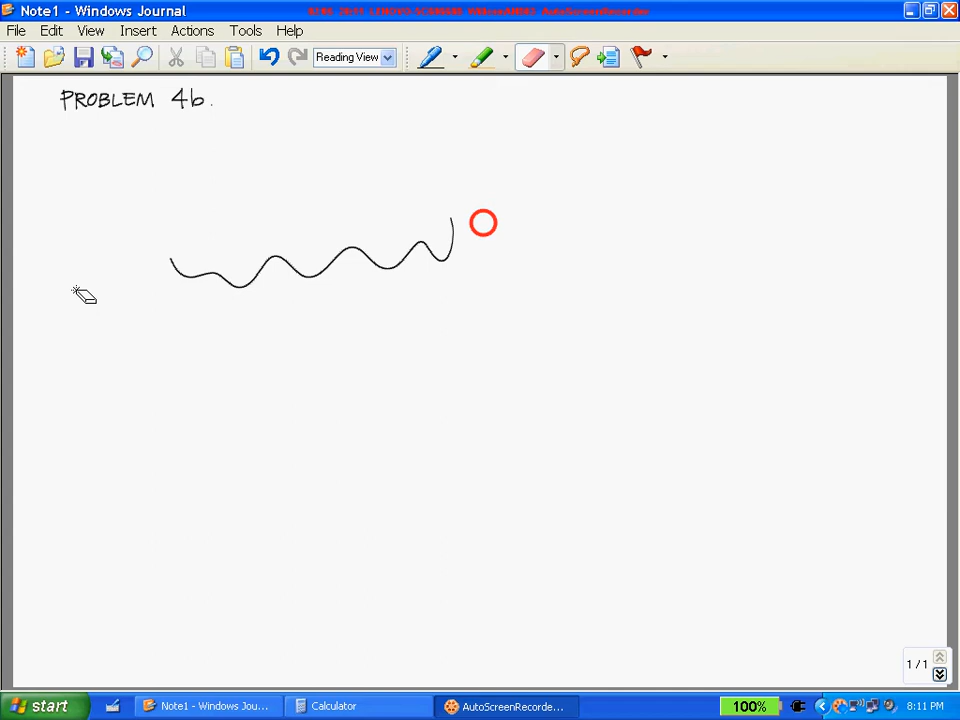 Note1 - Windows Journal
File Edit View Insert Actions Tools Help
Reading View
PROBLEM 4b.
1 / 1
start Note1 - Windows Jou... Calculator AutoScreenRecorde... 100% 8:11 PM